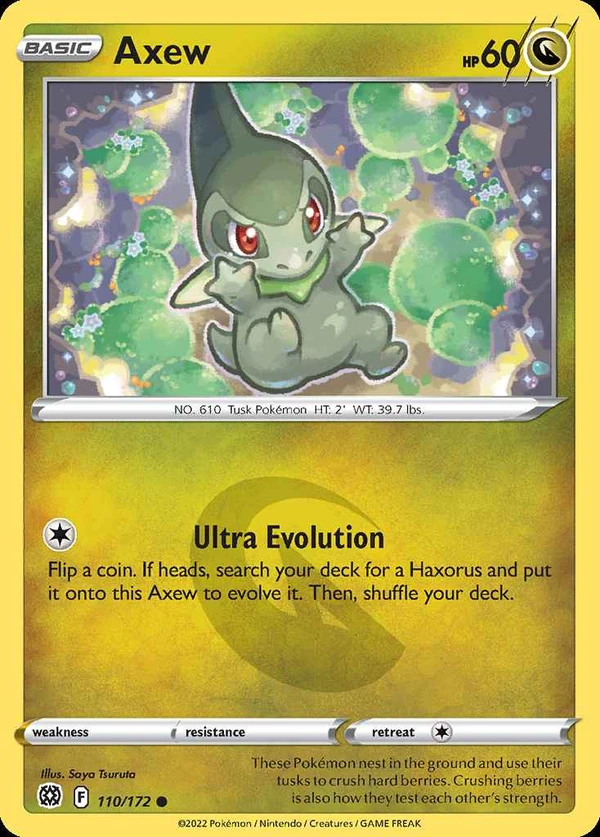 BASIC Axew HP 60
NO. 610 Tusk Pokémon HT: 2' WT: 39.7 lbs.
Ultra Evolution
Flip a coin. If heads, search your deck for a Haxorus and put
it onto this Axew to evolve it. Then, shuffle your deck.
weakness resistance retreat
Illus. Saya Tsuruta
F 110/172
These Pokémon nest in the ground and use their
tusks to crush hard berries. Crushing berries
is also how they test each other's strength.
©2022 Pokémon / Nintendo / Creatures / GAME FREAK